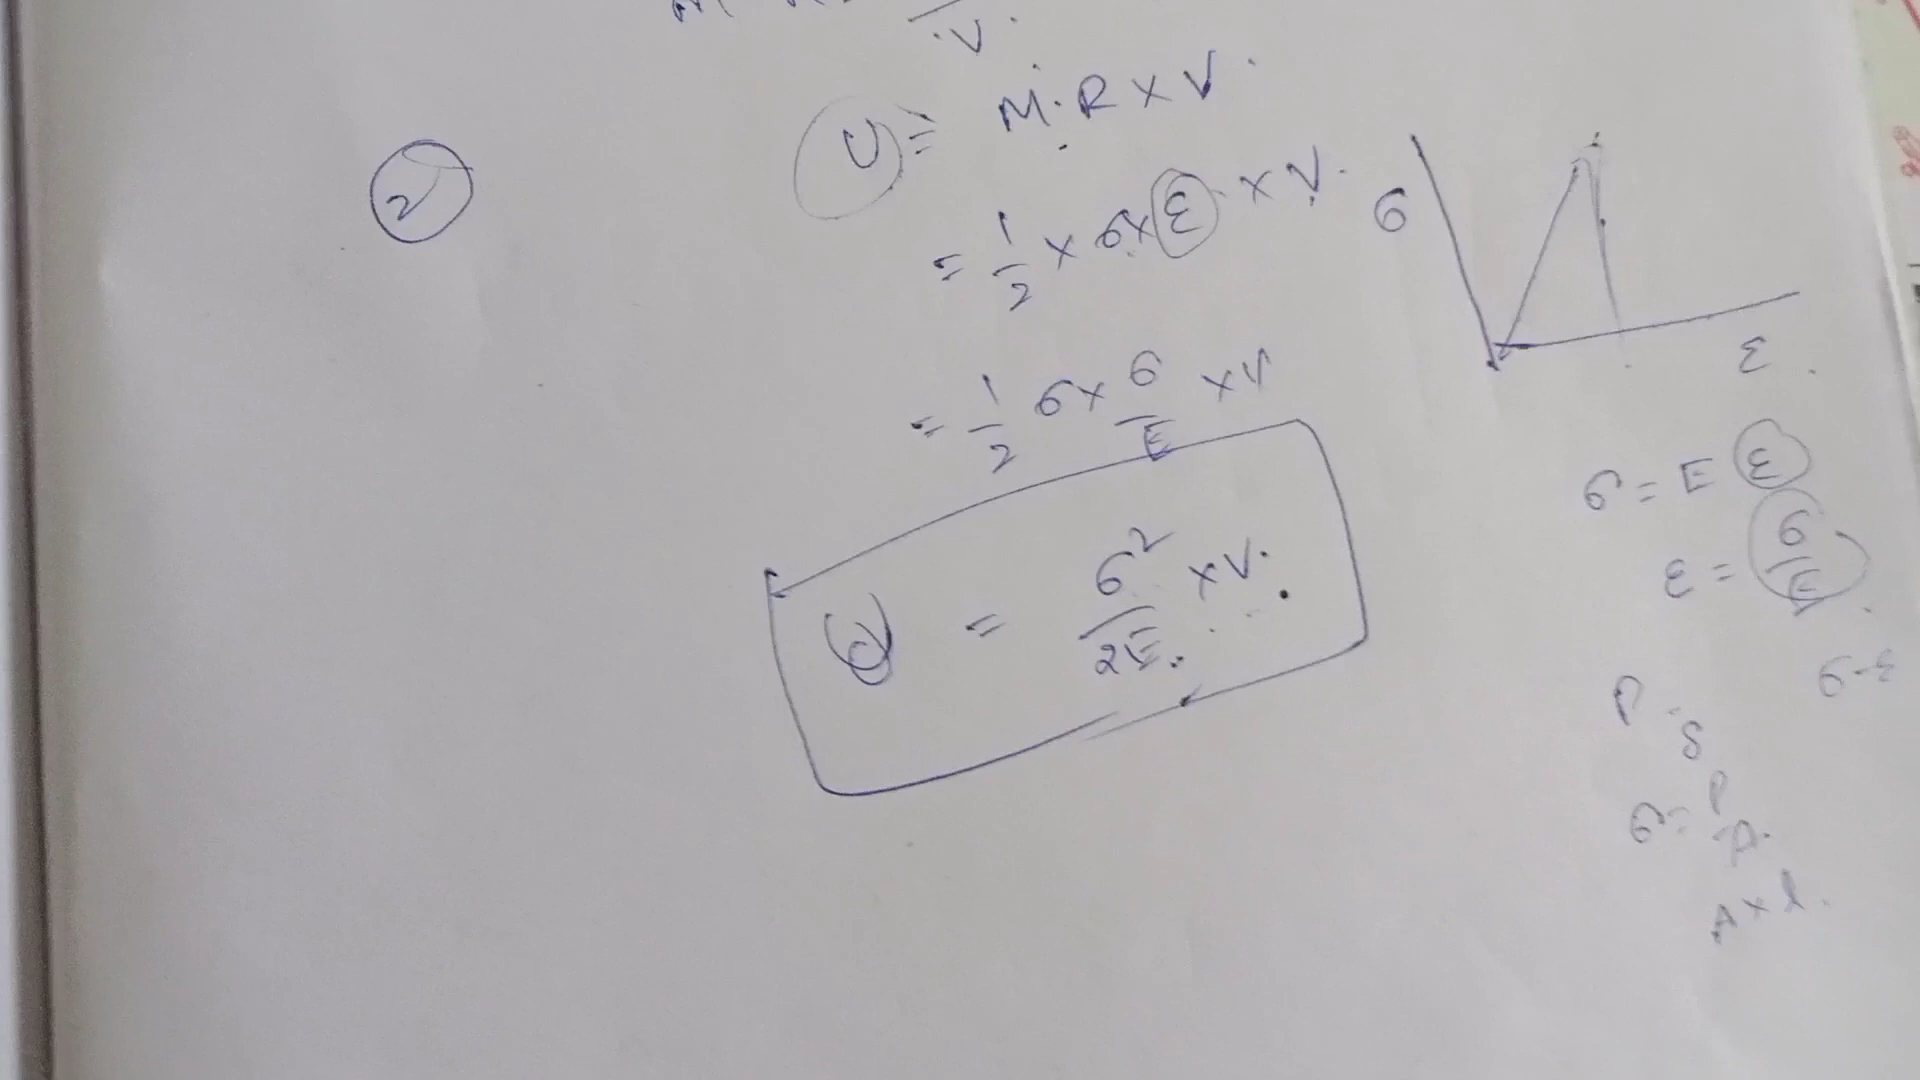 V
U = M.R x V.
2
= 1/2 x σ x ε x V.
σ
ε
= 1/2 σ x σ/E x V
σ = E ε
ε = σ/E
= σ²/2E x V.
σ-ε
P . S
σ = P/A
A x l.